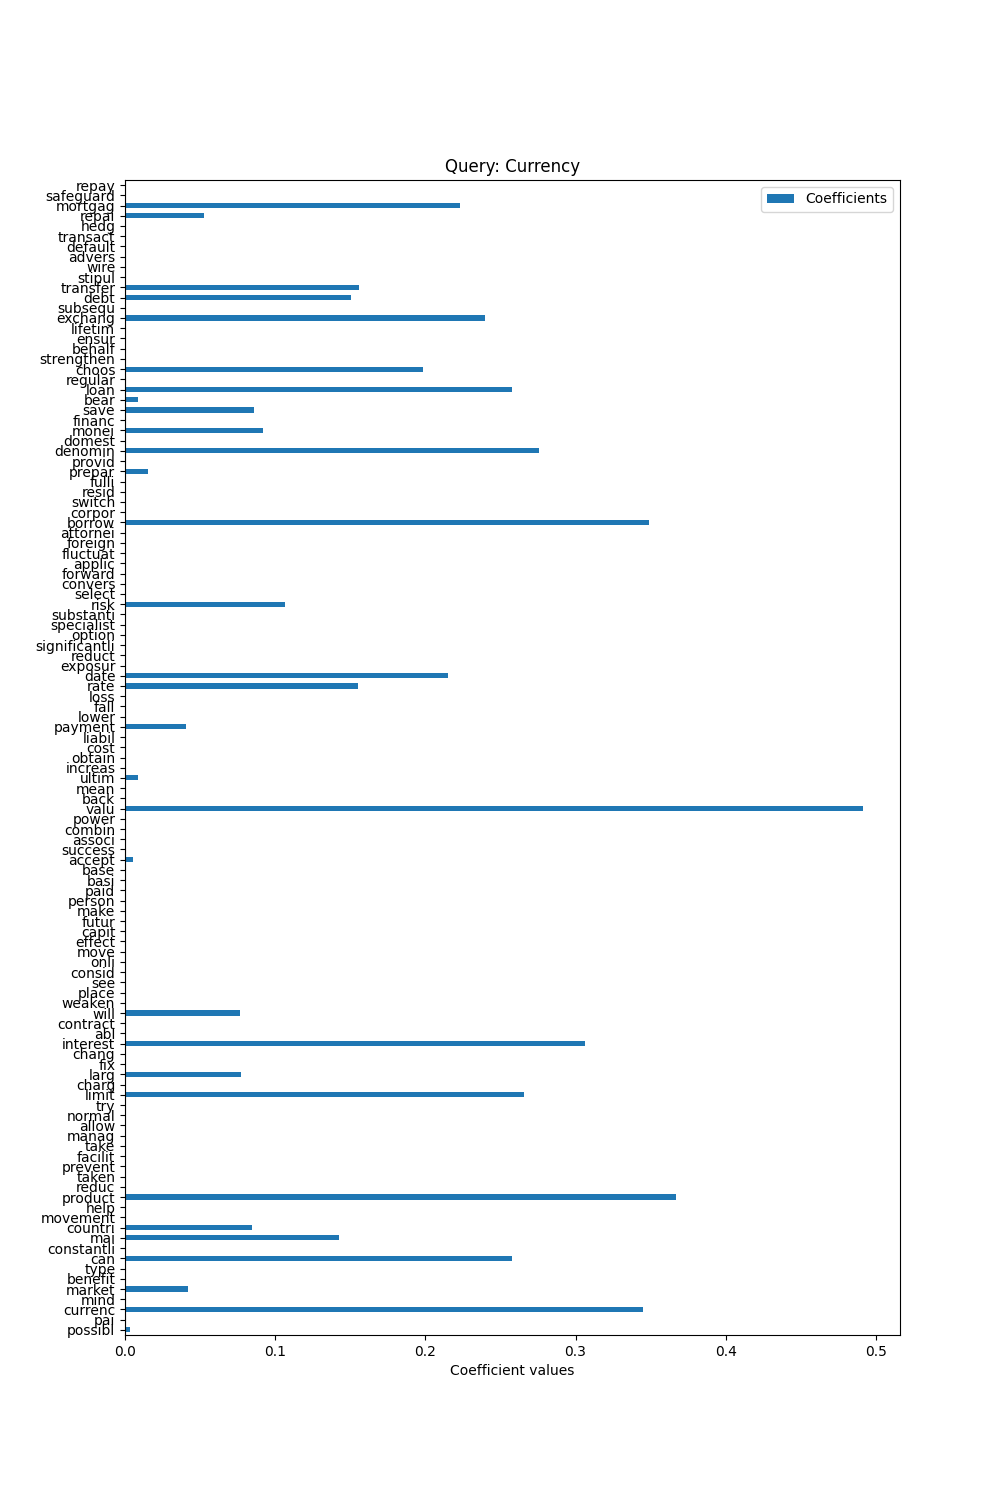 Query: Currency
Coefficients
repay
safeguard
mortgag
repai
hedg
transact
default
advers
wire
stipul
transfer
debt
subsequ
exchang
lifetim
ensur
behalf
strengthen
choos
regular
loan
bear
save
financ
monei
domest
denomin
provid
prepar
fulli
resid
switch
corpor
borrow
attornei
foreign
fluctuat
applic
forward
convers
select
risk
substanti
specialist
option
significantli
reduct
exposur
date
rate
loss
fall
lower
payment
liabil
cost
obtain
increas
ultim
mean
back
valu
power
combin
associ
success
accept
base
basi
paid
person
make
futur
capit
effect
move
onli
consid
see
place
weaken
will
contract
abl
interest
chang
fix
larg
charg
limit
try
normal
allow
manag
take
facilit
prevent
taken
reduc
product
help
movement
countri
mai
constantli
can
type
benefit
market
mind
currenc
pai
possibl
0.0 0.1 0.2 0.3 0.4 0.5
Coefficient values